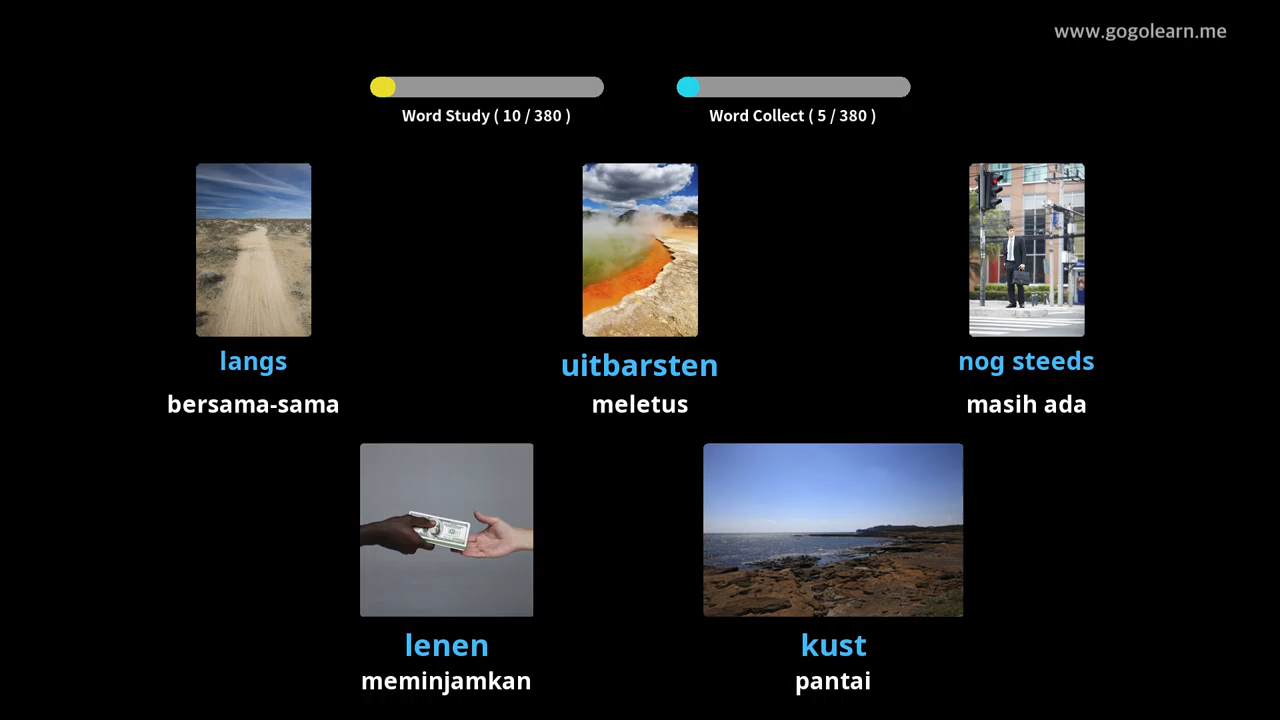 www.gogolearn.me
Word Study ( 10 / 380 )
Word Collect ( 5 / 380 )
langs
uitbarsten
nog steeds
bersama-sama
meletus
masih ada
lenen
kust
meminjamkan
pantai